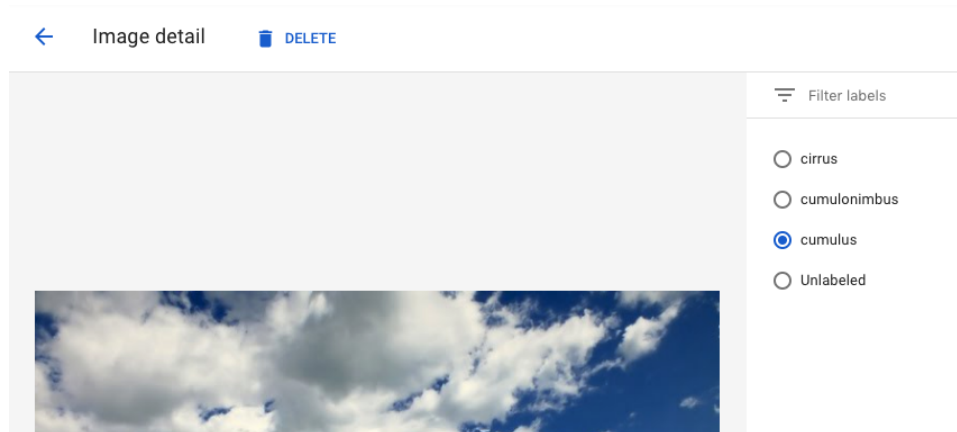 Image detail DELETE
Filter labels
cirrus
cumulonimbus
cumulus
Unlabeled